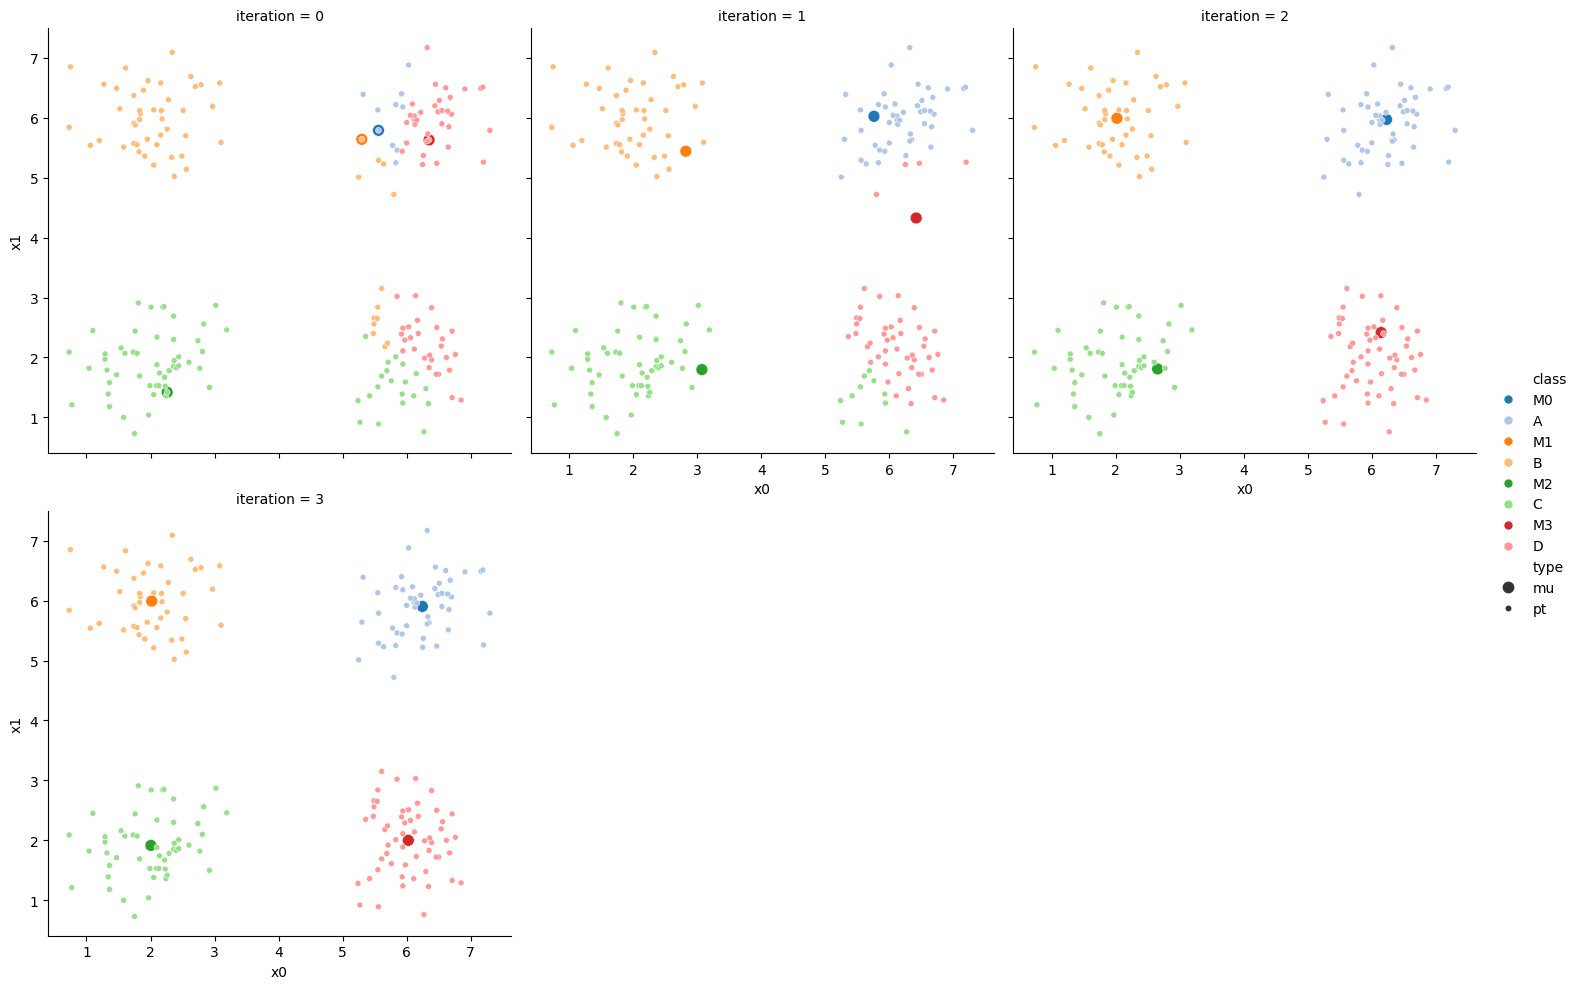 iteration = 0
iteration = 1
iteration = 2
7
6
5
4
3
2
1
x1
1 2 3 4 5 6 7
x0
1 2 3 4 5 6 7
x0
iteration = 3
7
6
5
4
3
2
1
x1
1 2 3 4 5 6 7
x0
class
M0
A
M1
B
M2
C
M3
D
type
mu
pt